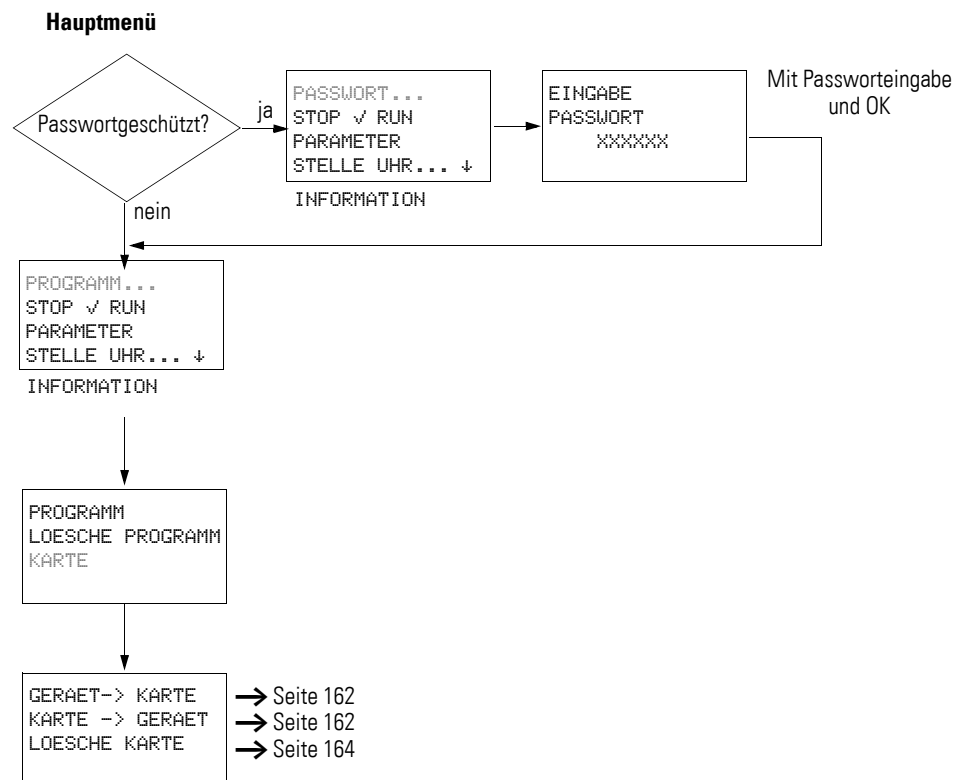 Hauptmenü
Passwortgeschützt?
ja
PASSWORT...
STOP √ RUN
PARAMETER
STELLE UHR... ↓
INFORMATION
EINGABE
PASSWORT
XXXXXX
Mit Passworteingabe
und OK
nein
PROGRAMM...
STOP √ RUN
PARAMETER
STELLE UHR... ↓
INFORMATION
PROGRAMM
LOESCHE PROGRAMM
KARTE
GERAET-> KARTE → Seite 162
KARTE -> GERAET → Seite 162
LOESCHE KARTE → Seite 164